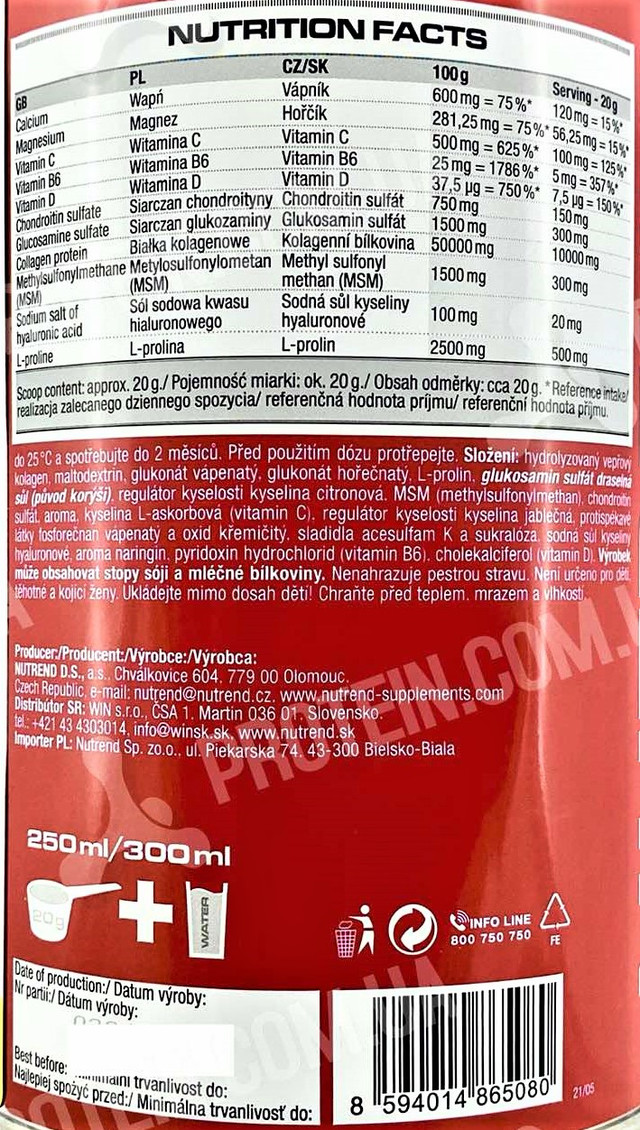 NUTRITION FACTS
GB PL CZ/SK 100 g Serving - 20 g
Calcium Wapń Vápník 600 mg = 75 %* 120 mg = 15 %*
Magnesium Magnez Hořčík 281,25 mg = 75 %* 56,25 mg = 15 %*
Vitamin C Witamina C Vitamin C 500 mg = 625 %* 100 mg = 125 %*
Vitamin B6 Witamina B6 Vitamin B6 25 mg = 1786 %* 5 mg = 357 %*
Vitamin D Witamina D Vitamin D 37,5 µg = 750 %* 7,5 µg = 150 %*
Chondroitin sulfate Siarczan chondroityny Chondroitin sulfát 750 mg 150 mg
Glucosamine sulfate Siarczan glukozaminy Glukosamin sulfát 1500 mg 300 mg
Collagen protein Białka kolagenowe Kolagenní bílkovina 50000 mg 10000 mg
Methylsulfonylmethane Metylosulfonylometan Methyl sulfonyl 1500 mg 300 mg
(MSM) (MSM) methan (MSM)
Sodium salt of Sól sodowa kwasu Sodná sůl kyseliny 100 mg 20 mg
hyaluronic acid hialuronowego hyaluronové
L-proline L-prolina L-prolin 2500 mg 500 mg
Scoop content: approx. 20 g./ Pojemność miarki: ok. 20 g./ Obsah odměrky: cca 20 g. *Reference intake/
realizacja zalecanego dziennego spozycia/ referenčná hodnota príjmu/ referenční hodnota příjmu.
do 25°C a spotřebujte do 2 měsíců. Před použitím dózu protřepejte. Složení: hydrolyzovaný vepřový
kolagen, maltodextrin, glukonát vápenatý, glukonát hořečnatý, L-prolin, glukosamin sulfát draselná
sůl (původ korýši), regulátor kyselosti kyselina citronová, MSM (methylsulfonylmethan), chondroitin
sulfát, aroma, kyselina L-askorbová (vitamin C), regulátor kyselosti kyselina jablečná, protispékavé
látky fosforečnan vápenatý a oxid křemičitý, sladidla acesulfam K a sukralóza, sodná sůl kyseliny
hyaluronové, aroma naringin, pyridoxin hydrochlorid (vitamin B6), cholekalciferol (vitamin D). Výrobek
může obsahovat stopy sóji a mléčné bílkoviny. Nenahrazuje pestrou stravu. Není určeno pro děti,
těhotné a kojící ženy. Ukládejte mimo dosah dětí! Chraňte před teplem, mrazem a vlhkostí.
Producer:/Producent:/Výrobce:/Výrobca:
NUTREND D.S., a.s., Chválkovice 604, 779 00 Olomouc,
Czech Republic, e-mail: nutrend@nutrend.cz, www.nutrend-supplements.com
Distribútor SR: WIN s.r.o., ČSA 1, Martin 036 01, Slovensko,
tel.: +421 43 4303014, info@winsk.sk, www.nutrend.sk
Importer PL: Nutrend Sp. zo.o., ul. Piekarska 74, 43-300 Bielsko-Biala
PROTEIN.COM.U
250 ml/300 ml
20g
WATER
INFO LINE
800 750 750
FE
Date of production:/ Datum výroby:
Nr partii:/ Dátum výroby:
Best before:
trvanlivost do:
Najlepiej spożyć przed:/ Minimálna trvanlivosť do:
8 594014 865080
21/05